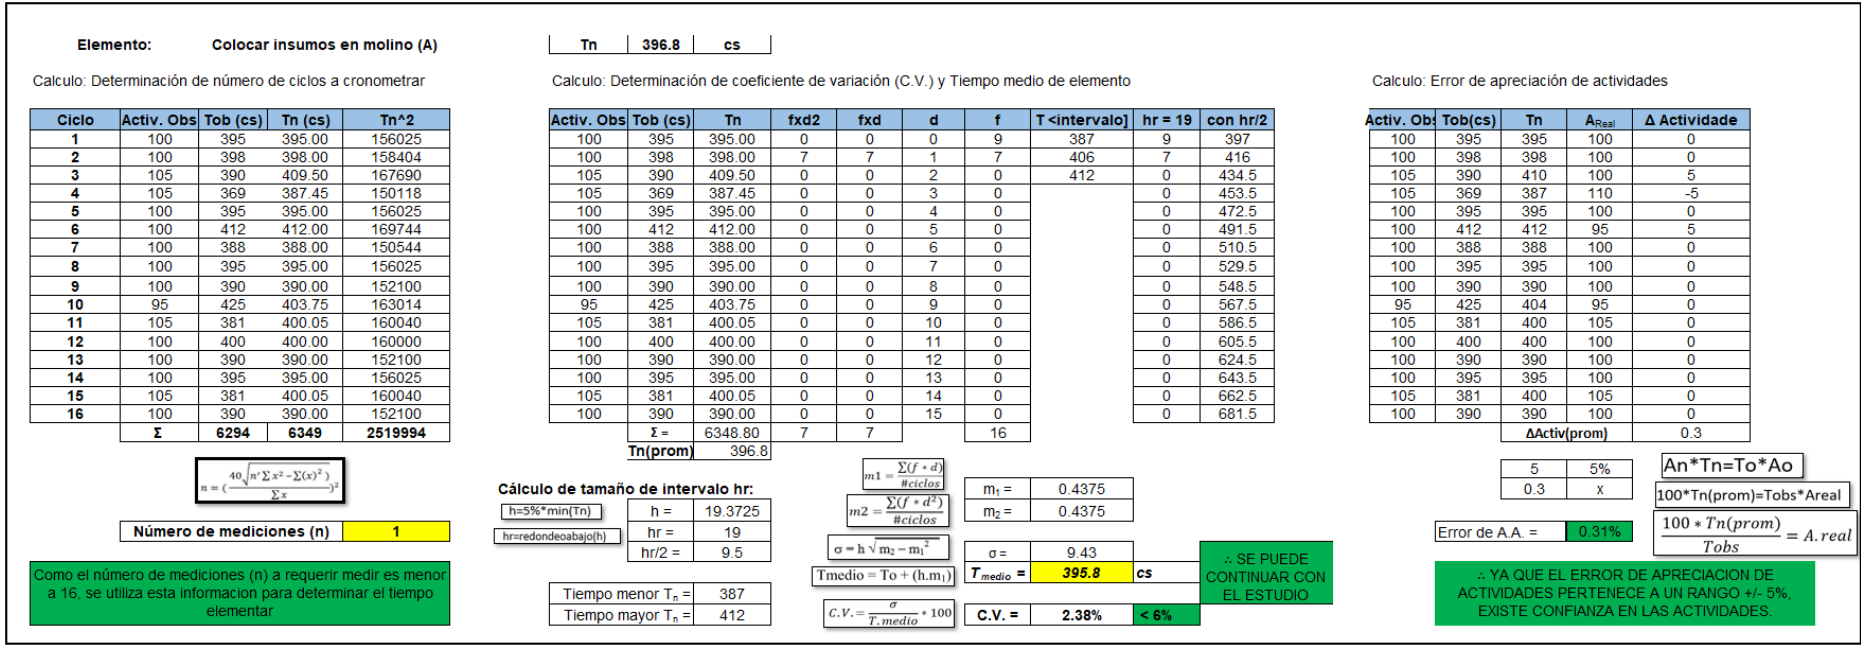 Elemento: Colocar insumos en molino (A)
Tn 396.8 cs
Calculo: Determinación de número de ciclos a cronometrar
Ciclo Activ. Obs Tob (cs) Tn (cs) Tn^2
1 100 395 395.00 156025
2 100 398 398.00 158404
3 105 390 409.50 167690
4 105 369 387.45 150118
5 100 395 395.00 156025
6 100 412 412.00 169744
7 100 388 388.00 150544
8 100 395 395.00 156025
9 100 390 390.00 152100
10 95 425 403.75 163014
11 105 381 400.05 160040
12 100 400 400.00 160000
13 100 390 390.00 152100
14 100 395 395.00 156025
15 105 381 400.05 160040
16 100 390 390.00 152100
Σ 6294 6349 2519994
n = (40√(n'∑x² − ∑(x)²) / ∑x)²
Número de mediciones (n) 1
Como el número de mediciones (n) a requerir medir es menor
a 16, se utiliza esta informacion para determinar el tiempo
elementar
Calculo: Determinación de coeficiente de variación (C.V.) y Tiempo medio de elemento
Activ. Obs Tob (cs) Tn fxd2 fxd d f T <intervalo] hr = 19 con hr/2
100 395 395.00 0 0 0 9 387 9 397
100 398 398.00 7 7 1 7 406 7 416
105 390 409.50 0 0 2 0 412 0 434.5
105 369 387.45 0 0 3 0 0 453.5
100 395 395.00 0 0 4 0 0 472.5
100 412 412.00 0 0 5 0 0 491.5
100 388 388.00 0 0 6 0 0 510.5
100 395 395.00 0 0 7 0 0 529.5
100 390 390.00 0 0 8 0 0 548.5
95 425 403.75 0 0 9 0 0 567.5
105 381 400.05 0 0 10 0 0 586.5
100 400 400.00 0 0 11 0 0 605.5
100 390 390.00 0 0 12 0 0 624.5
100 395 395.00 0 0 13 0 0 643.5
105 381 400.05 0 0 14 0 0 662.5
100 390 390.00 0 0 15 0 0 681.5
Σ = 6348.80 7 7 16
Tn(prom) 396.8
Cálculo de tamaño de intervalo hr:
h=5%*min(Tn) h = 19.3725
hr=redondeoabajo(h) hr = 19
hr/2 = 9.5
Tiempo menor Tn = 387
Tiempo mayor Tn = 412
m1 = ∑(f * d) / #ciclos
m2 = ∑(f * d²) / #ciclos
σ = h √(m₂ − m₁²)
Tmedio = To + (h.m₁)
C.V. = σ / T.medio * 100
m₁ = 0.4375
m₂ = 0.4375
σ = 9.43
Tmedio = 395.8 cs
C.V. = 2.38% < 6%
∴ SE PUEDE
CONTINUAR CON
EL ESTUDIO
Calculo: Error de apreciación de actividades
Activ. Obs Tob(cs) Tn AReal Δ Actividade
100 395 395 100 0
100 398 398 100 0
105 390 410 100 5
105 369 387 110 -5
100 395 395 100 0
100 412 412 95 5
100 388 388 100 0
100 395 395 100 0
100 390 390 100 0
95 425 404 95 0
105 381 400 105 0
100 400 400 100 0
100 390 390 100 0
100 395 395 100 0
105 381 400 105 0
100 390 390 100 0
ΔActiv(prom) 0.3
5 5%
0.3 x
Error de A.A. = 0.31%
An*Tn=To*Ao
100*Tn(prom)=Tobs*Areal
100 * Tn(prom) / Tobs = A.real
∴ YA QUE EL ERROR DE APRECIACION DE
ACTIVIDADES PERTENECE A UN RANGO +/- 5%,
EXISTE CONFIANZA EN LAS ACTIVIDADES.